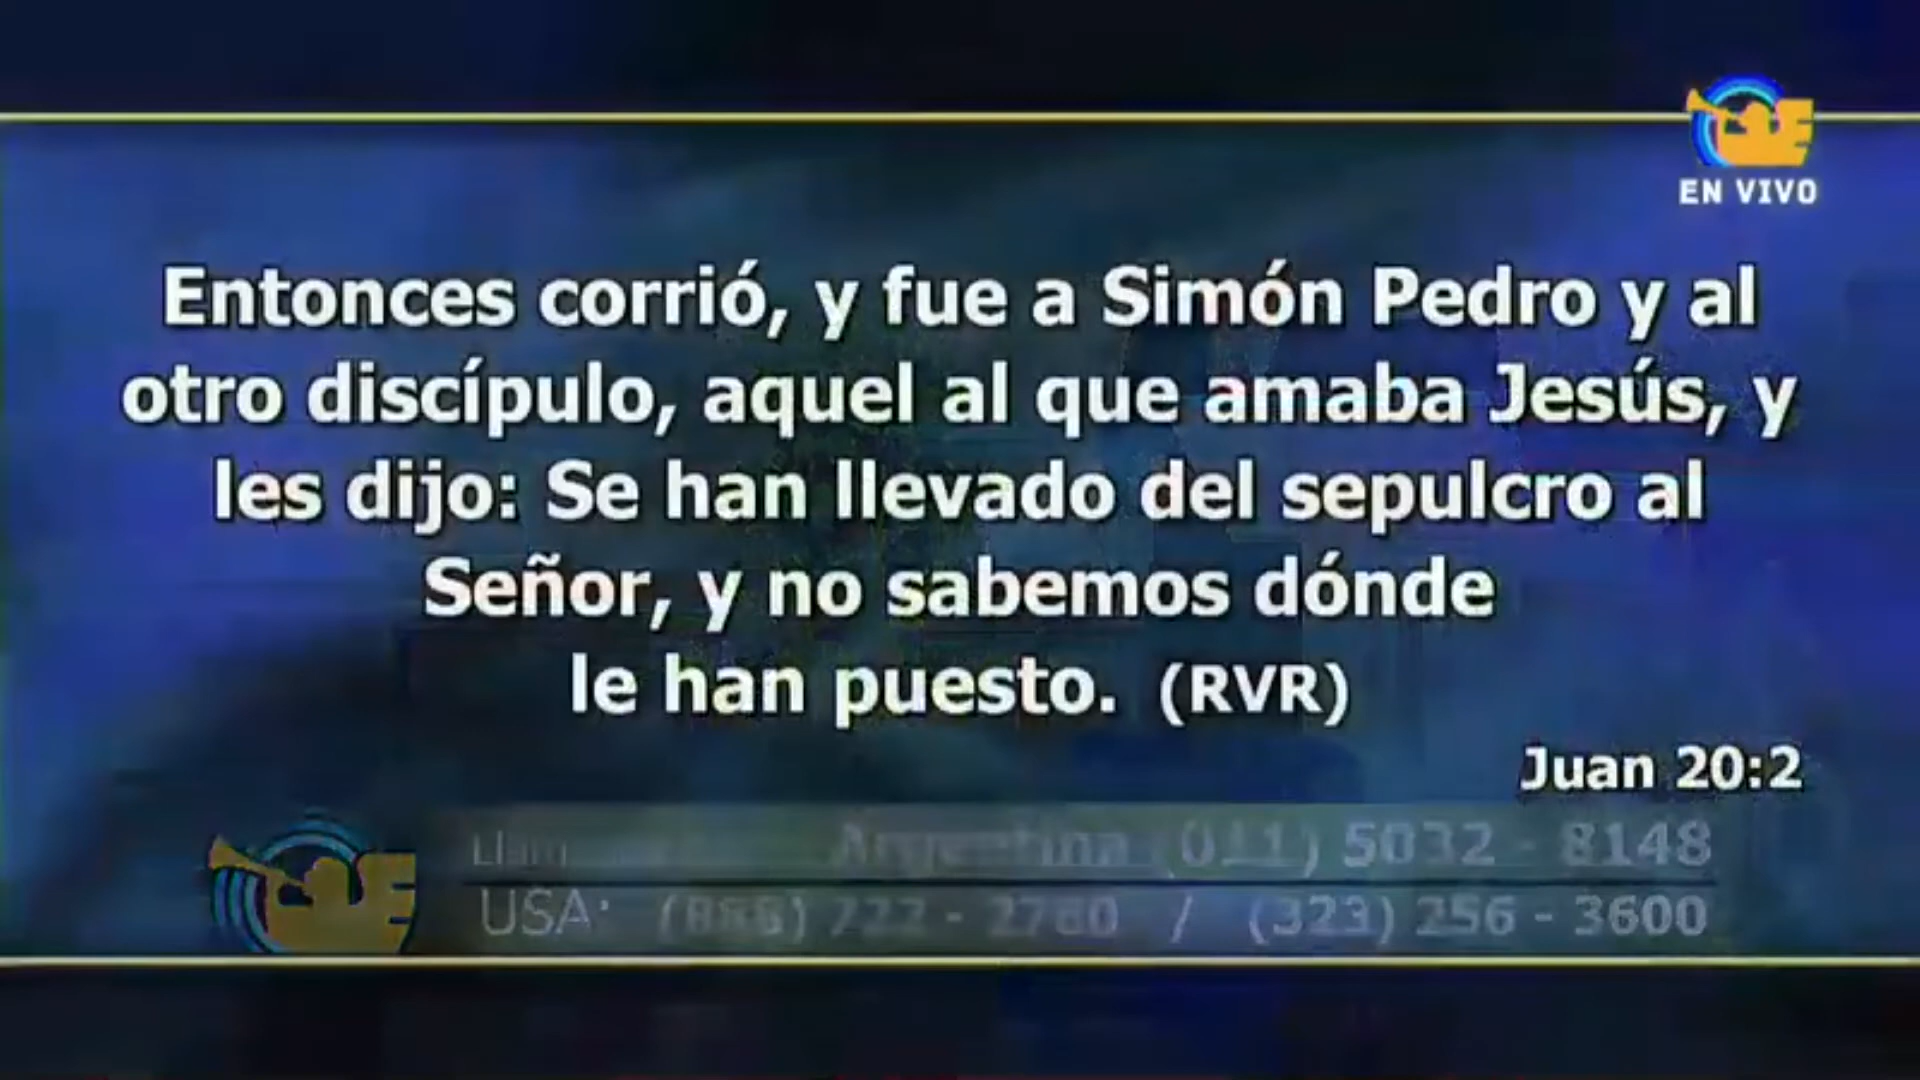 EN VIVO
Entonces corrió, y fue a Simón Pedro y al
otro discípulo, aquel al que amaba Jesús, y
les dijo: Se han llevado del sepulcro al
Señor, y no sabemos dónde
le han puesto. (RVR)
Juan 20:2
Argentina (011) 5032 - 8148
USA: / (323) 256 - 3600